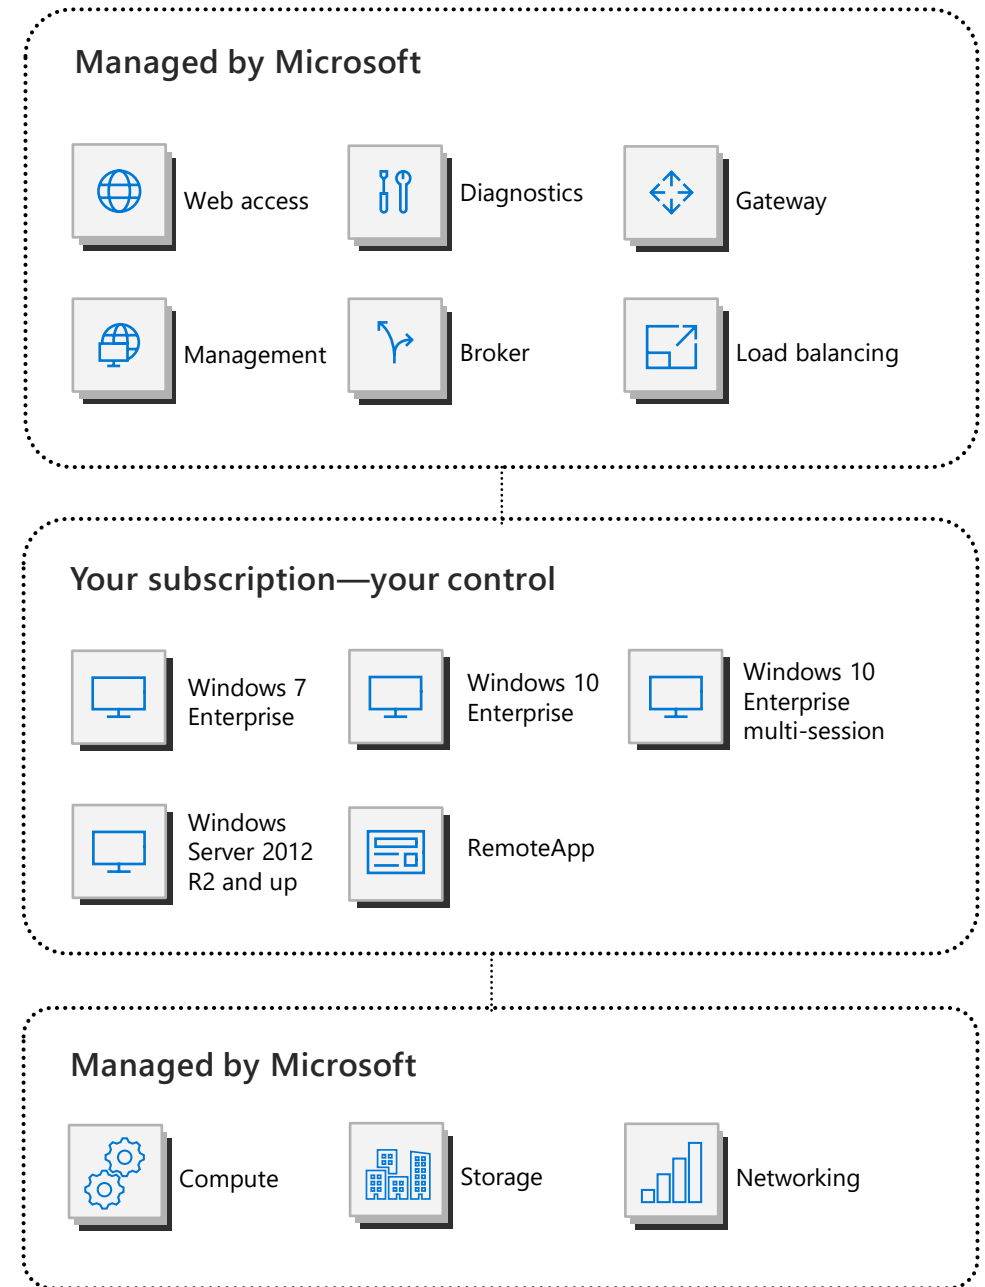 Managed by Microsoft
Web access
Diagnostics
Gateway
Management
Broker
Load balancing
Your subscription—your control
Windows 7
Enterprise
Windows 10
Enterprise
Windows 10
Enterprise
multi-session
Windows
Server 2012
R2 and up
RemoteApp
Managed by Microsoft
Compute
Storage
Networking